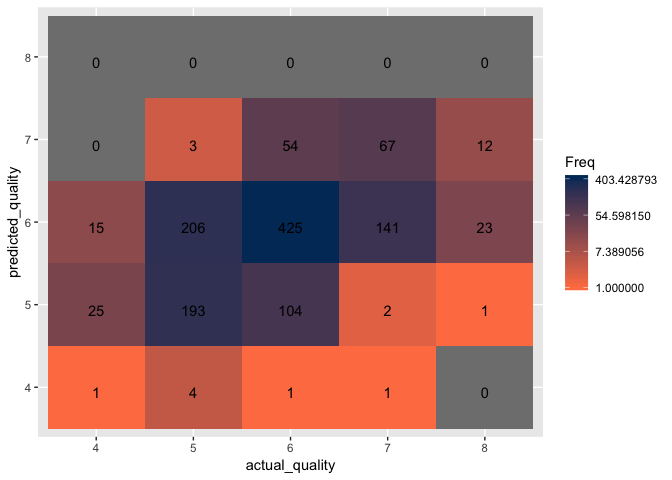 8
0 0 0 0 0
7
0 3 54 67 12
6
15 206 425 141 23
5
25 193 104 2 1
4
1 4 1 1 0
4 5 6 7 8
actual_quality
predicted_quality
Freq
403.428793
54.598150
7.389056
1.000000